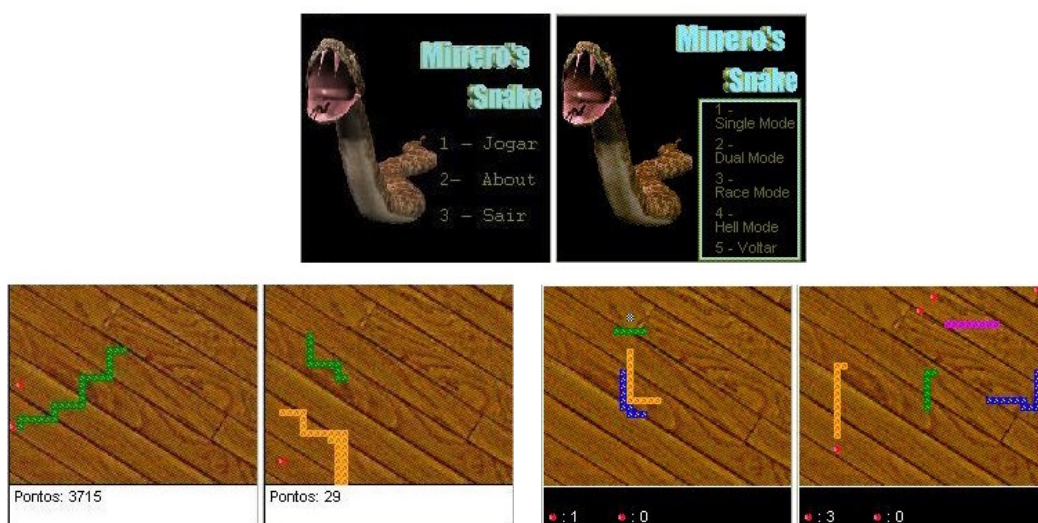 Minero's
Snake
1 - Jogar
2- About
3 - Sair
Minero's
Snake
1 -
Single Mode
2 -
Dual Mode
3 -
Race Mode
4 -
Hell Mode
5 - Voltar
Pontos: 3715
Pontos: 29
: 1 : 0
: 3 : 0